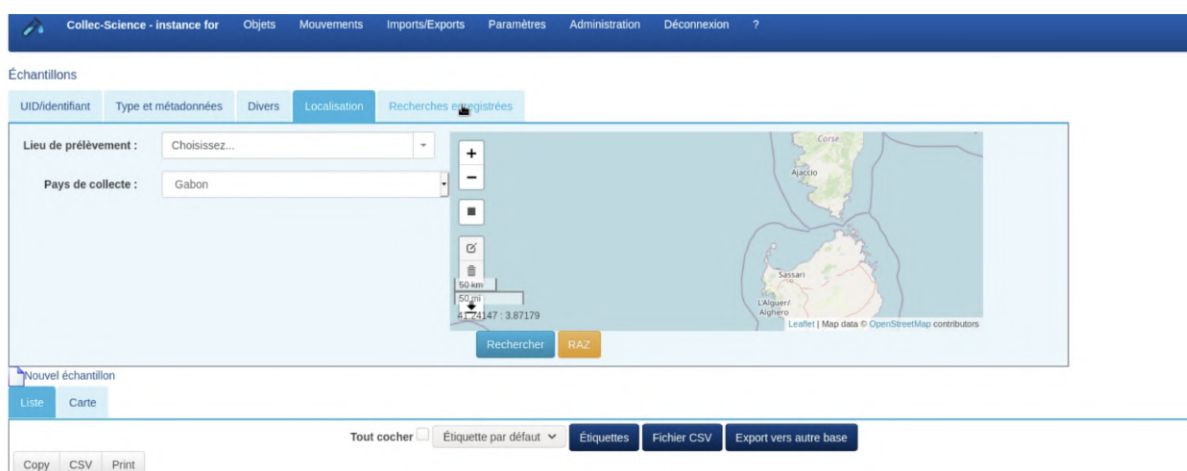 Collec-Science - instance for Objets Mouvements Imports/Exports Paramètres Administration Déconnexion ?
Échantillons
UID/identifiant Type et métadonnées Divers Localisation Recherches enregistrées
Lieu de prélèvement : Choisissez...
Pays de collecte : Gabon
+
−
Corse
Ajaccio
Sassari
L'Alguer/
Alghero
50 km
50 mi
41.24147 : 3.87179
Leaflet | Map data © OpenStreetMap contributors
Rechercher RAZ
Nouvel échantillon
Liste Carte
Tout cocher Étiquette par défaut Étiquettes Fichier CSV Export vers autre base
Copy CSV Print